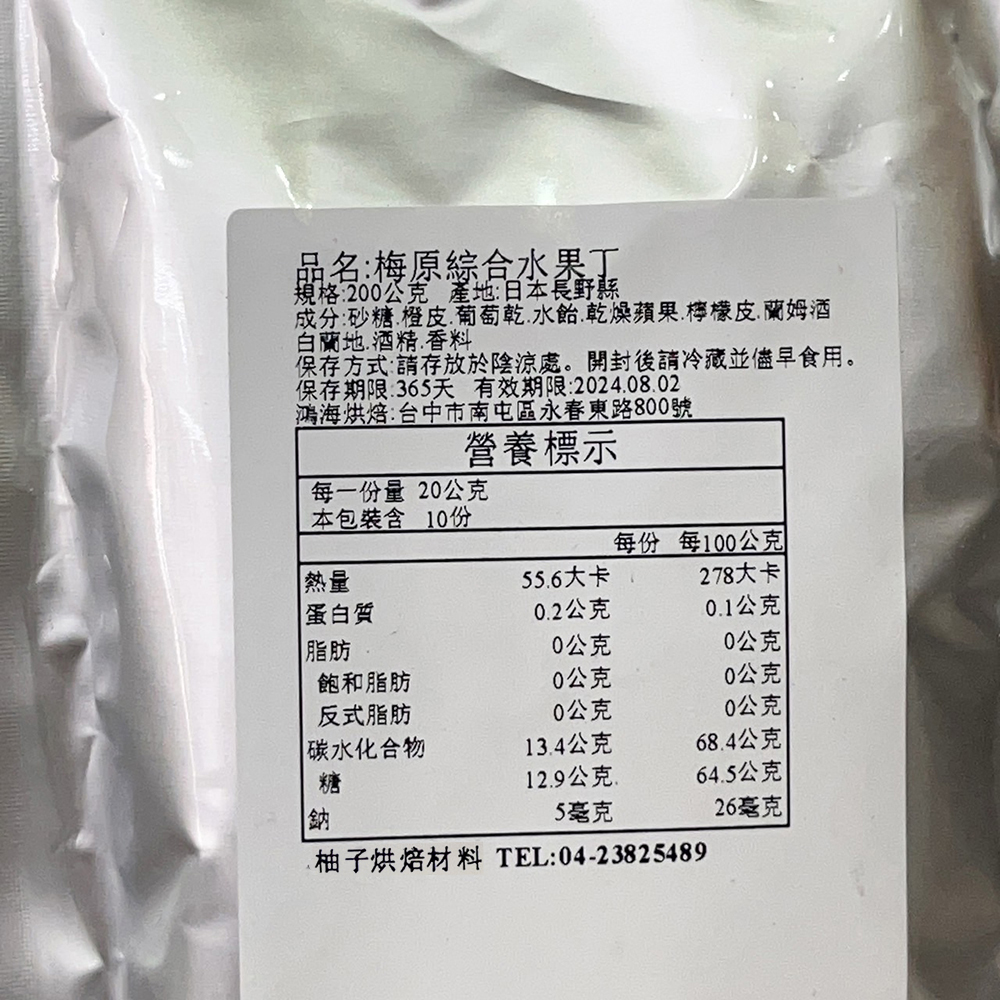 品名:梅原綜合水果丁
規格:200公克 產地:日本長野縣
成分:砂糖.橙皮.葡萄乾.水飴.乾燥蘋果.檸檬皮.蘭姆酒
白蘭地.酒精.香料
保存方式:請存放於陰涼處。開封後請冷藏並儘早食用。
保存期限:365天 有效期限:2024.08.02
鴻海烘焙:台中市南屯區永春東路800號
營養標示
每一份量 20公克
本包裝含 10份
每份 每100公克
熱量 55.6大卡 278大卡
蛋白質 0.2公克 0.1公克
脂肪 0公克 0公克
飽和脂肪 0公克 0公克
反式脂肪 0公克 0公克
碳水化合物 13.4公克 68.4公克
糖 12.9公克 64.5公克
鈉 5毫克 26毫克
柚子烘焙材料 TEL:04-23825489